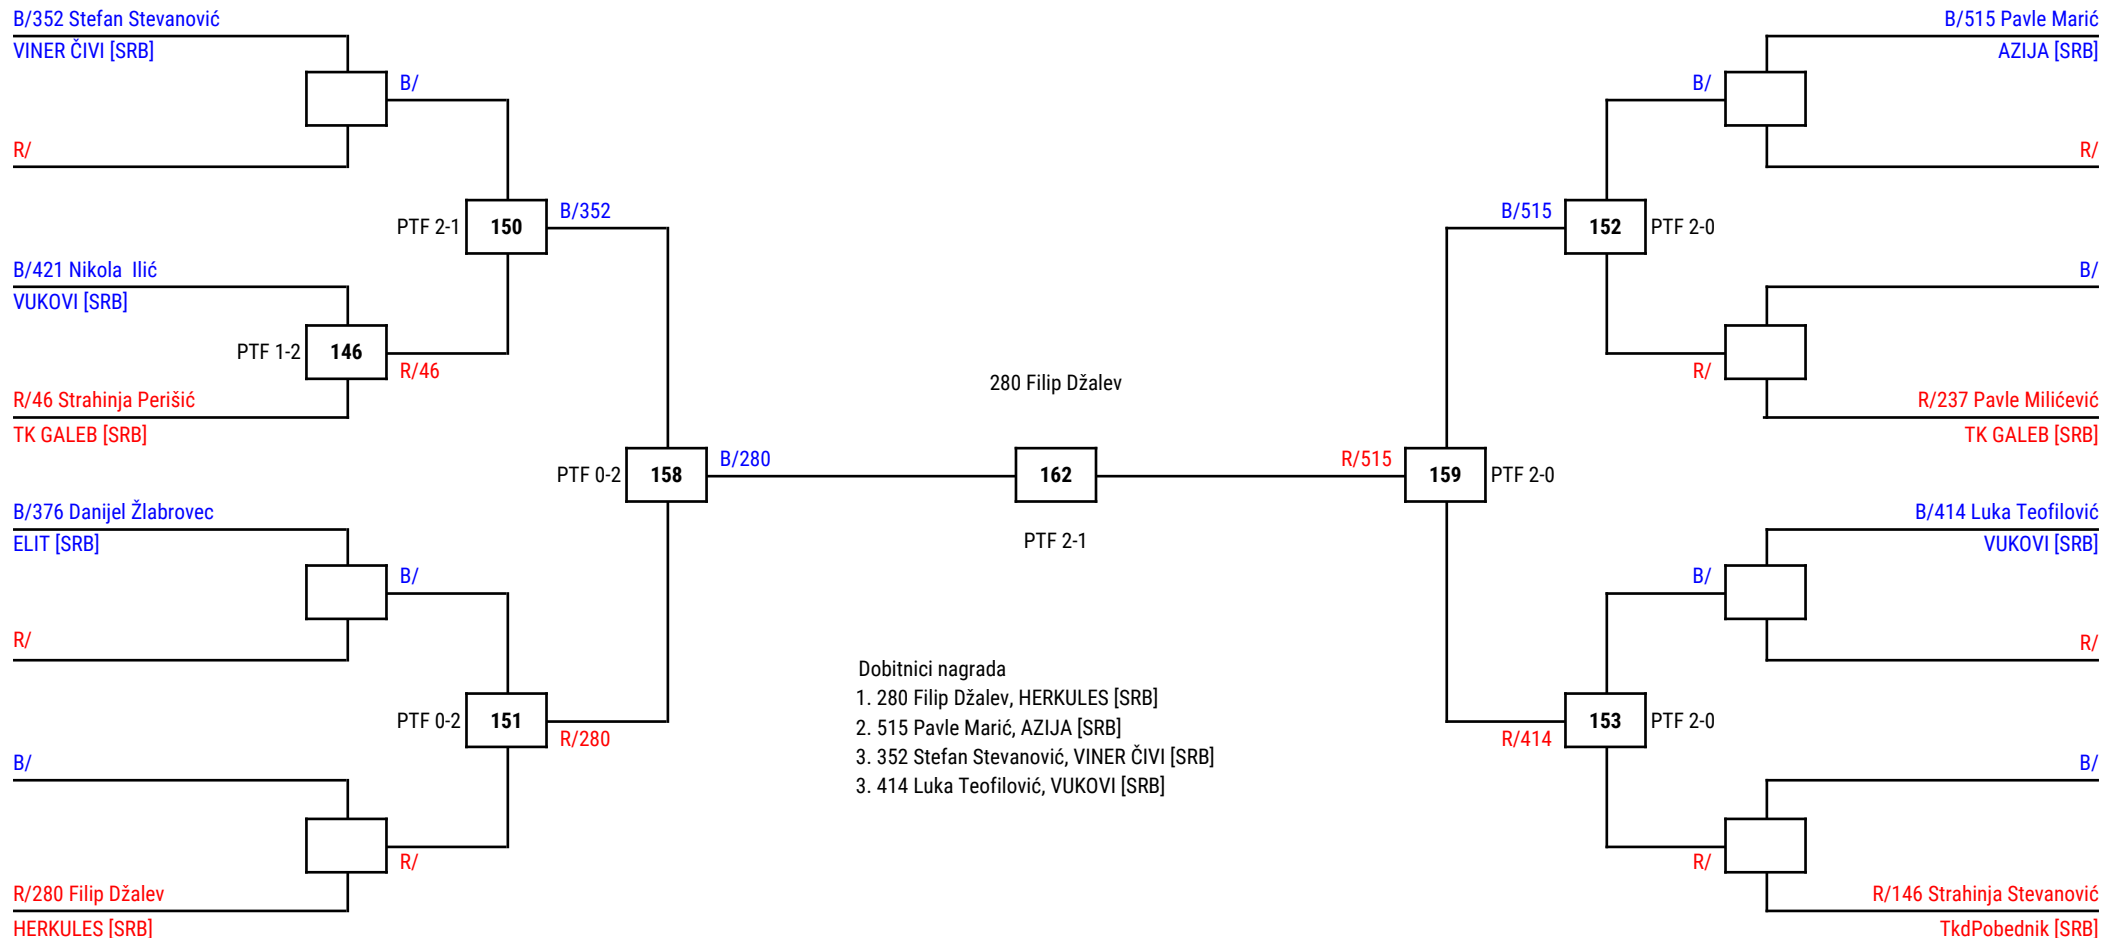 B/352 Stefan Stevanović
VINER ČIVI [SRB]
B/
R/
PTF 2-1
150
B/352
B/421 Nikola  Ilić
VUKOVI [SRB]
PTF 1-2
146
R/46
R/46 Strahinja Perišić
TK GALEB [SRB]
PTF 0-2
158
B/280
B/376 Danijel Žlabrovec
ELIT [SRB]
B/
R/
PTF 0-2
151
R/280
B/
R/
R/280 Filip Džalev
HERKULES [SRB]
280 Filip Džalev
162
PTF 2-1
Dobitnici nagrada
1. 280 Filip Džalev, HERKULES [SRB]
2. 515 Pavle Marić, AZIJA [SRB]
3. 352 Stefan Stevanović, VINER ČIVI [SRB]
3. 414 Luka Teofilović, VUKOVI [SRB]
B/515 Pavle Marić
AZIJA [SRB]
B/
R/
B/515
152
PTF 2-0
B/
R/
R/237 Pavle Milićević
TK GALEB [SRB]
R/515
159
PTF 2-0
B/414 Luka Teofilović
VUKOVI [SRB]
B/
R/
153
PTF 2-0
R/414
B/
R/
R/146 Strahinja Stevanović
TkdPobednik [SRB]